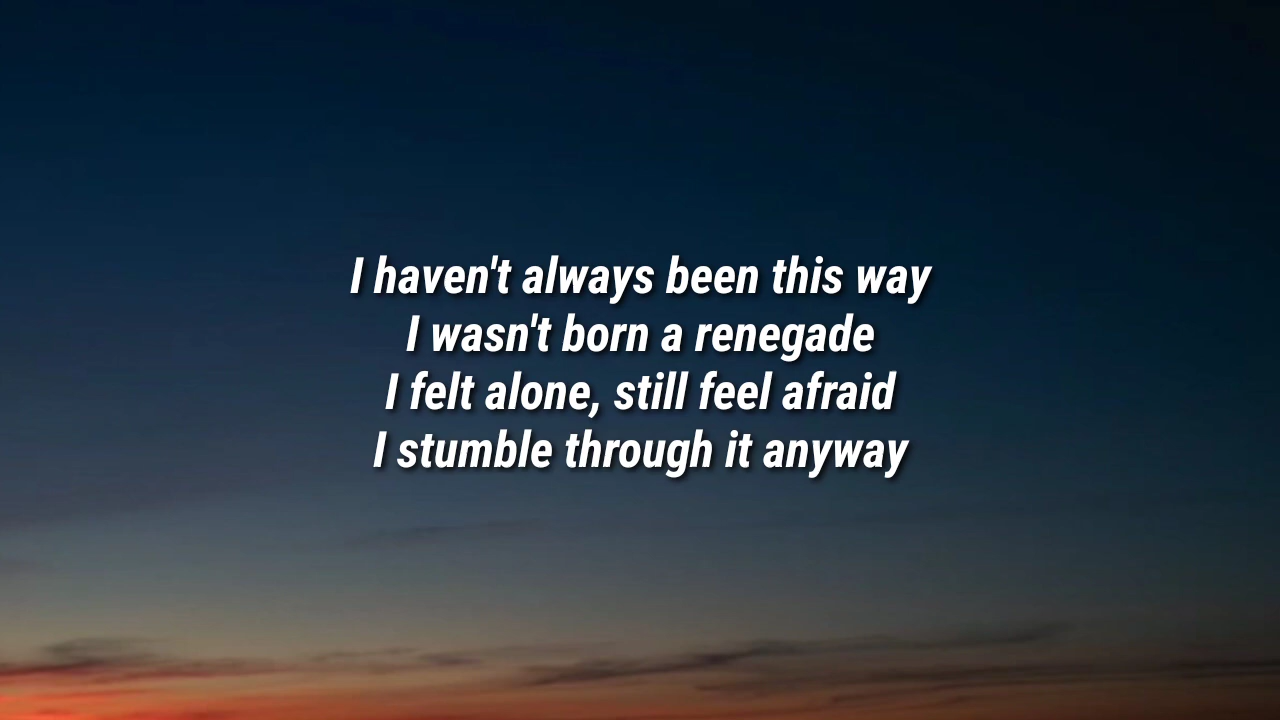 I haven't always been this way
I wasn't born a renegade
I felt alone, still feel afraid
I stumble through it anyway